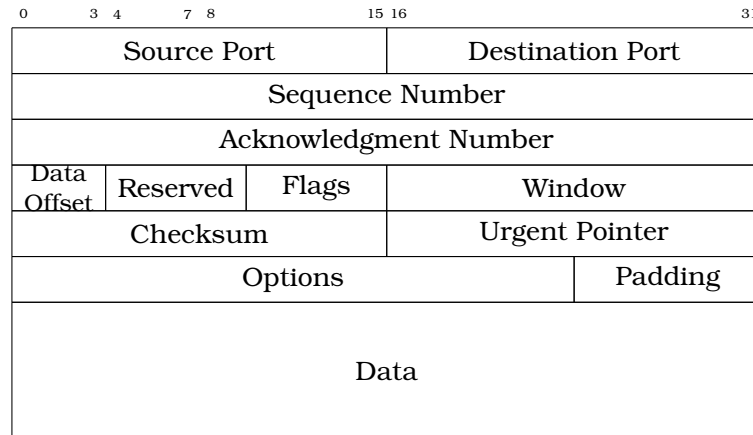 0 3 4 7 8 15 16 31
Source Port Destination Port
Sequence Number
Acknowledgment Number
Data Offset Reserved Flags Window
Checksum Urgent Pointer
Options Padding
Data